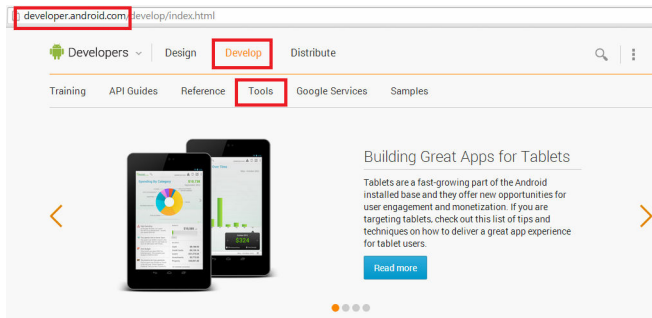 developer.android.com/develop/index.html
Developers Design Develop Distribute
Training API Guides Reference Tools Google Services Samples
Building Great Apps for Tablets
Tablets are a fast-growing part of the Android
installed base and they offer new opportunities for
user engagement and monetization. If you are
targeting tablets, check out this list of tips and
techniques on how to deliver a great app experience
for tablet users.
Read more